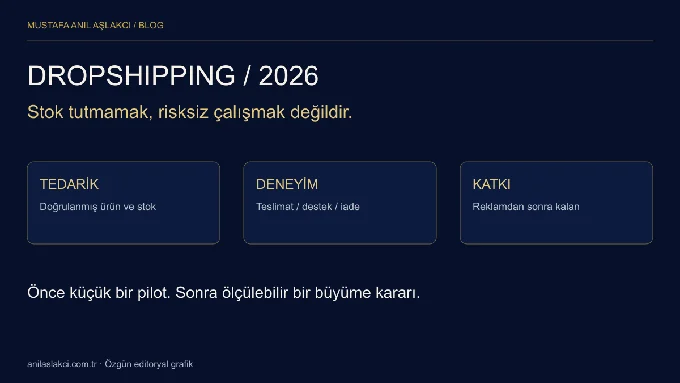 MUSTAFA ANIL AŞLAKCI / BLOG
DROPSHIPPING / 2026
Stok tutmamak, risksiz çalışmak değildir.
TEDARİK
Doğrulanmış ürün ve stok
DENEYİM
Teslimat / destek / iade
KATKI
Reklamdan sonra kalan
Önce küçük bir pilot. Sonra ölçülebilir bir büyüme kararı.
anilaslakci.com.tr · Özgün editoryal grafik